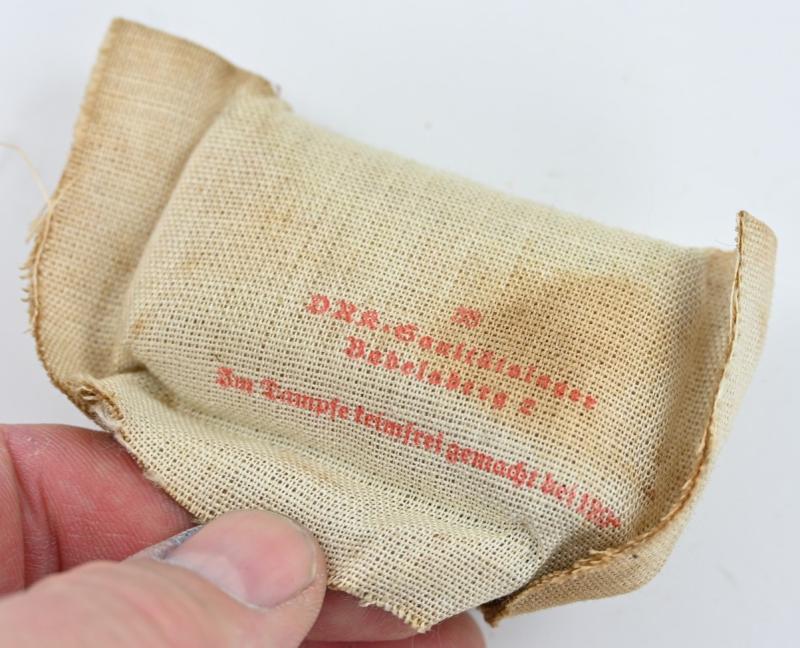 DRK.-Sanitätslager
Babelsberg 2
Im Dampfe keimfrei gemacht bei 120°